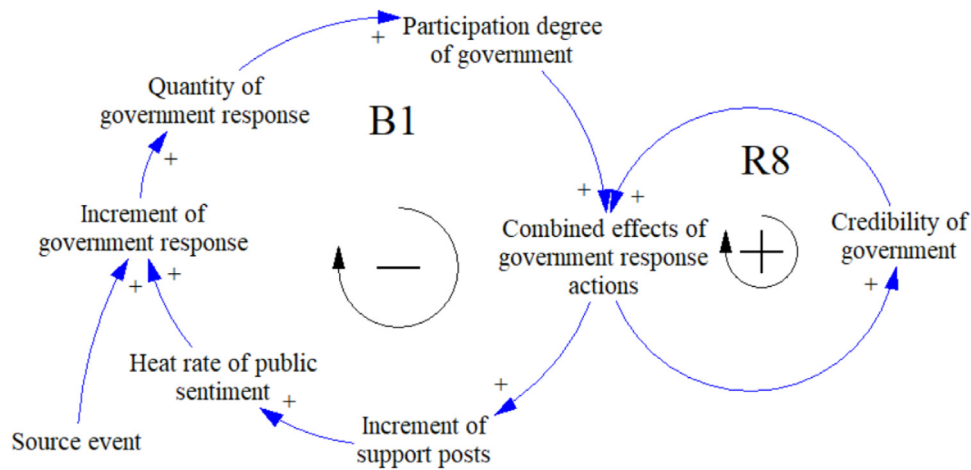 Participation degree
of government
+
Quantity of
government response
B1
+
R8
+
+
Increment of
government response
Combined effects of
government response
actions
Credibility of
government
−
+
+
+
+
Heat rate of public
sentiment
+
+
Increment of
support posts
Source event